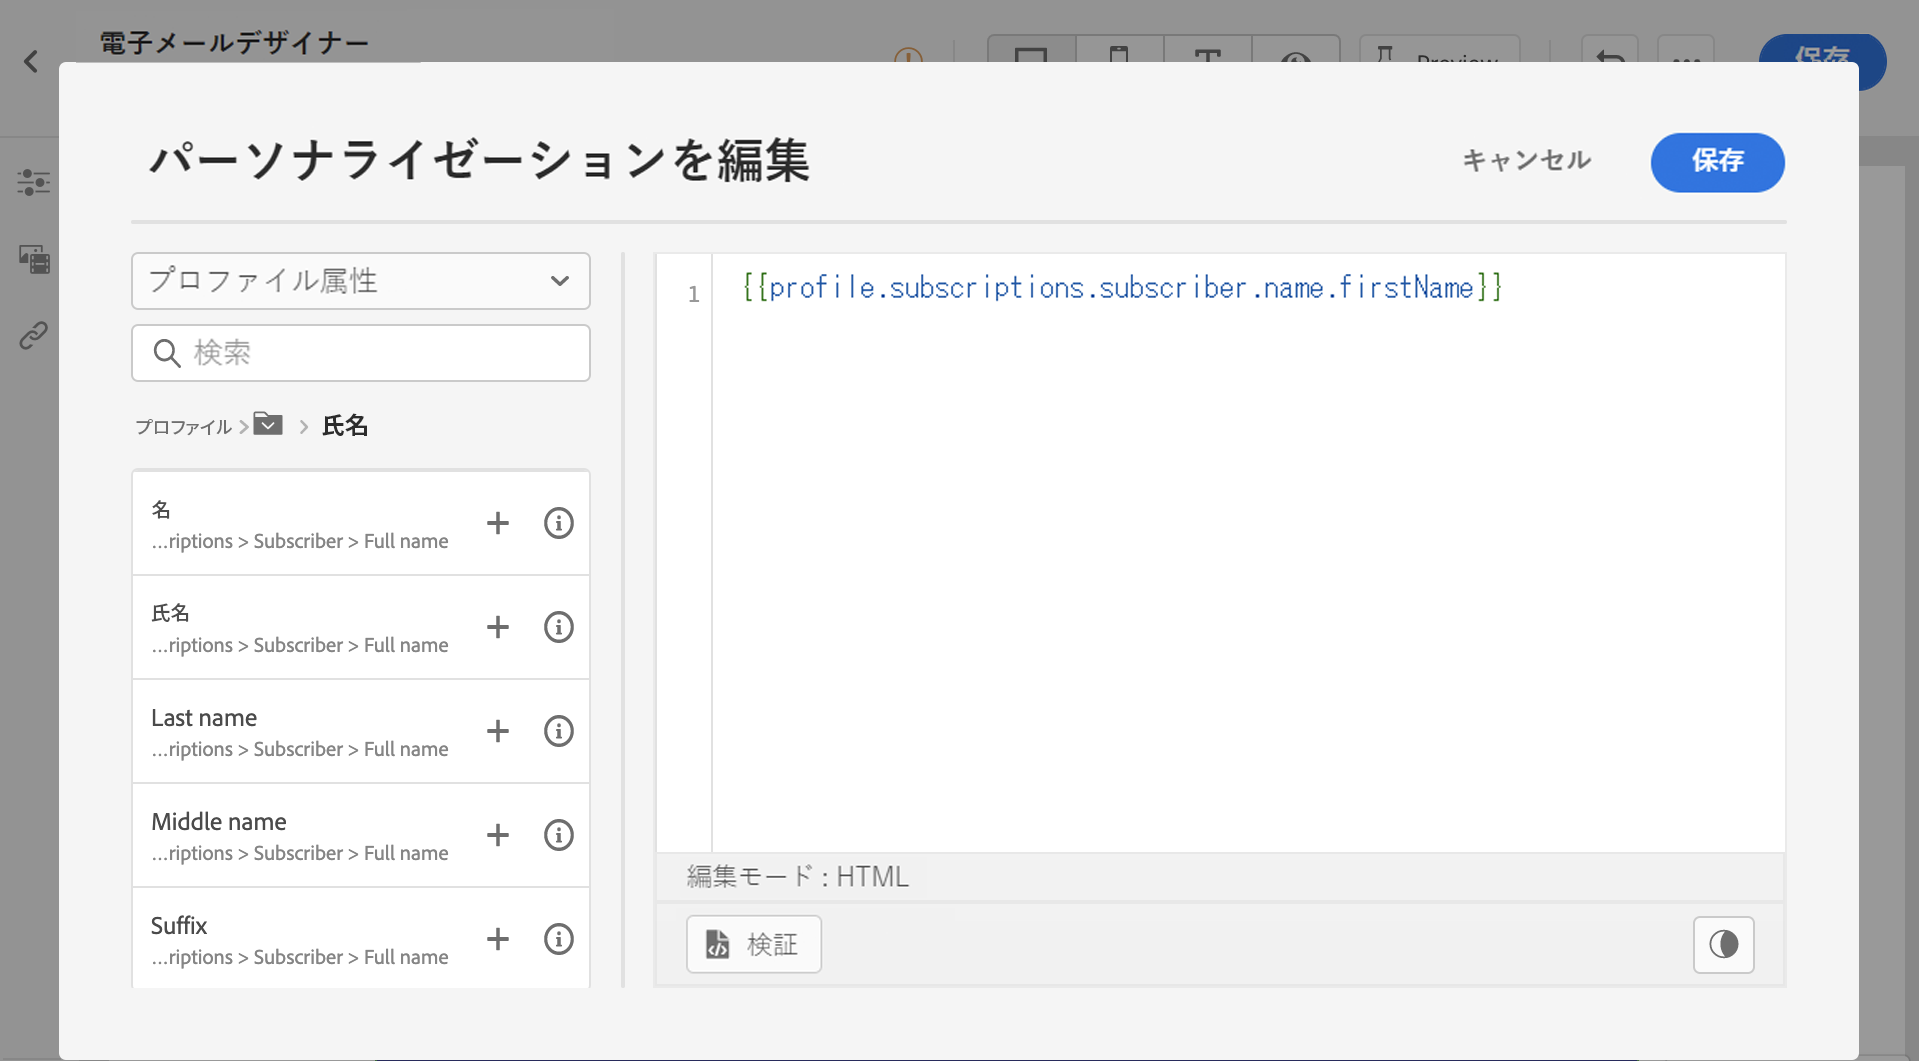 電子メールデザイナー
Preview
保存
パーソナライゼーションを編集
キャンセル
保存
プロファイル属性
検索
プロファイル > > 氏名
名
...riptions > Subscriber > Full name
氏名
...riptions > Subscriber > Full name
Last name
...riptions > Subscriber > Full name
Middle name
...riptions > Subscriber > Full name
Suffix
...riptions > Subscriber > Full name
1
{{profile.subscriptions.subscriber.name.firstName}}
編集モード : HTML
検証